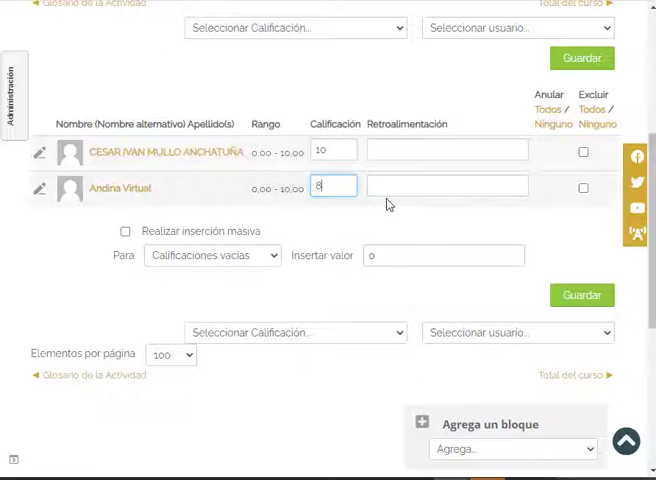 ◄ Glosario de la Actividad Total del curso ►
Seleccionar Calificación... Seleccionar usuario...
Guardar
Administración
Anular Excluir
Todos / Todos /
Nombre (Nombre alternativo) Apellido(s) Rango Calificación Retroalimentación Ninguno Ninguno
CESAR IVAN MULLO ANCHATUÑA 0,00 - 10,00 10
Andina Virtual 0,00 - 10,00 8
Realizar inserción masiva
Para Calificaciones vacías Insertar valor 0
Guardar
Seleccionar Calificación... Seleccionar usuario...
Elementos por página 100
◄ Glosario de la Actividad Total del curso ►
Agrega un bloque
Agrega...